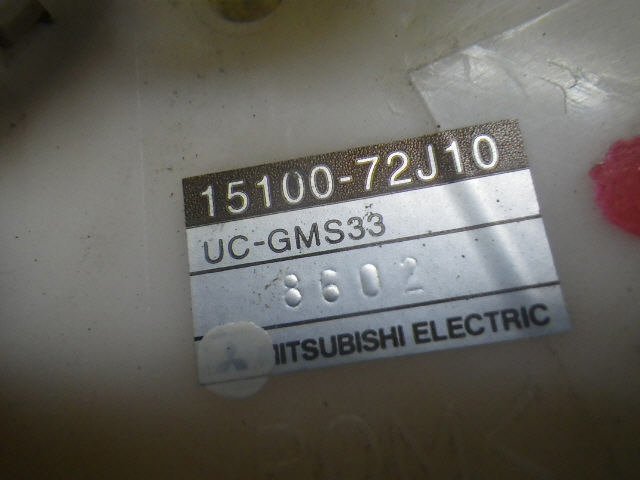 15100-72J10
UC-GMS33
8602
MITSUBISHI ELECTRIC